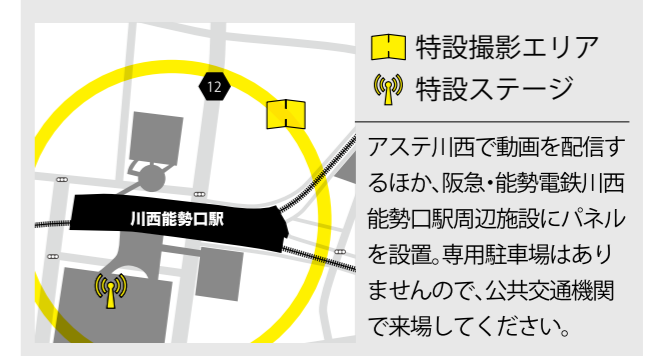 12
川西能勢口駅
特設撮影エリア
特設ステージ
アステ川西で動画を配信す
るほか、阪急・能勢電鉄川西
能勢口駅周辺施設にパネル
を設置。専用駐車場はあり
ませんので、公共交通機関
で来場してください。